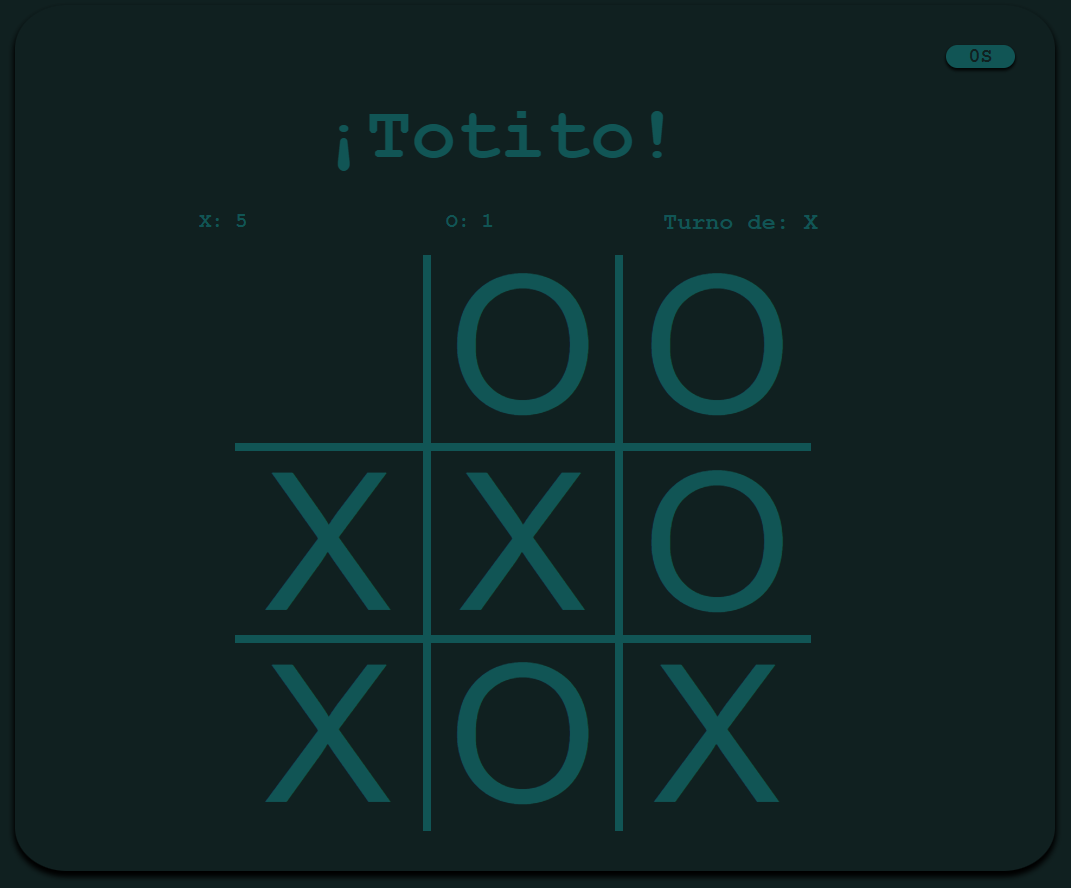 0S
¡Totito!
X: 5 O: 1 Turno de: X
O O
X X O
X O X